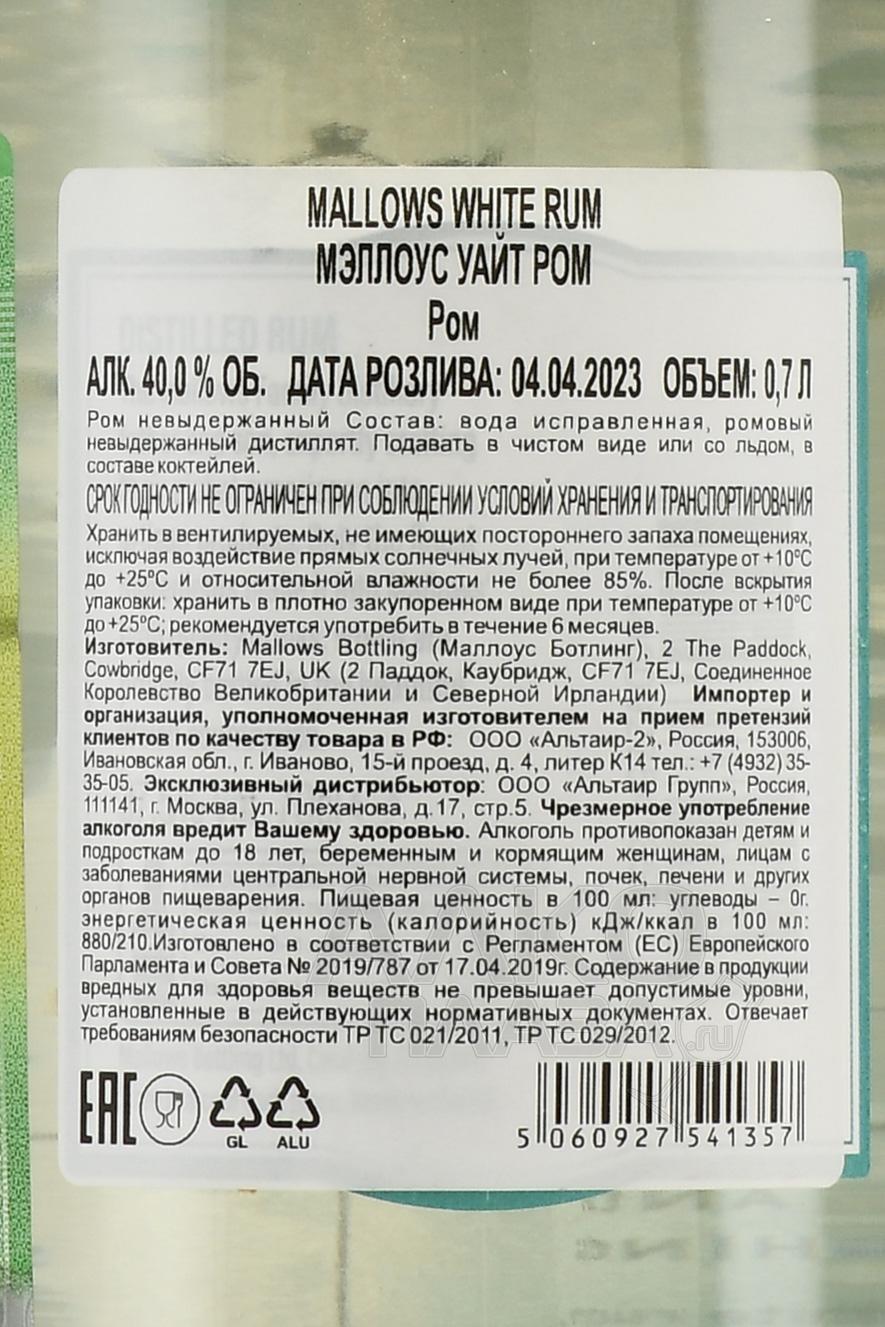 MALLOWS WHITE RUM
МЭЛЛОУС УАЙТ РОМ
Ром
АЛК. 40,0 % ОБ. ДАТА РОЗЛИВА: 04.04.2023 ОБЪЕМ: 0,7 Л
Ром невыдержанный Состав: вода исправленная, ромовый
невыдержанный дистиллят. Подавать в чистом виде или со льдом, в
составе коктейлей.
СРОК ГОДНОСТИ НЕ ОГРАНИЧЕН ПРИ СОБЛЮДЕНИИ УСЛОВИЙ ХРАНЕНИЯ И ТРАНСПОРТИРОВАНИЯ
Хранить в вентилируемых, не имеющих постороннего запаха помещениях,
исключая воздействие прямых солнечных лучей, при температуре от +10ºС
до +25ºС и относительной влажности не более 85%. После вскрытия
упаковки: хранить в плотно закупоренном виде при температуре от +10ºС
до +25ºС; рекомендуется употребить в течение 6 месяцев.
Изготовитель: Mallows Bottling (Маллоус Ботлинг), 2 The Paddock,
Cowbridge, CF71 7EJ, UK (2 Паддок, Каубридж, CF71 7EJ, Соединенное
Королевство Великобритании и Северной Ирландии) Импортер и
организация, уполномоченная изготовителем на прием претензий
клиентов по качеству товара в РФ: ООО «Альтаир-2», Россия, 153006,
Ивановская обл., г. Иваново, 15-й проезд, д. 4, литер К14 тел.: +7 (4932) 35-
35-05. Эксклюзивный дистрибьютор: ООО «Альтаир Групп», Россия,
111141, г. Москва, ул. Плеханова, д.17, стр.5. Чрезмерное употребление
алкоголя вредит Вашему здоровью. Алкоголь противопоказан детям и
подросткам до 18 лет, беременным и кормящим женщинам, лицам с
заболеваниями центральной нервной системы, почек, печени и других
органов пищеварения. Пищевая ценность в 100 мл: углеводы – 0г.
энергетическая ценность (калорийность) кДж/ккал в 100 мл:
880/210.Изготовлено в соответствии с Регламентом (ЕС) Европейского
Парламента и Совета № 2019/787 от 17.04.2019г. Содержание в продукции
вредных для здоровья веществ не превышает допустимые уровни,
установленные в действующих нормативных документах. Отвечает
требованиям безопасности ТР ТС 021/2011, ТР ТС 029/2012.
EAC
GL ALU
5 060927 541357